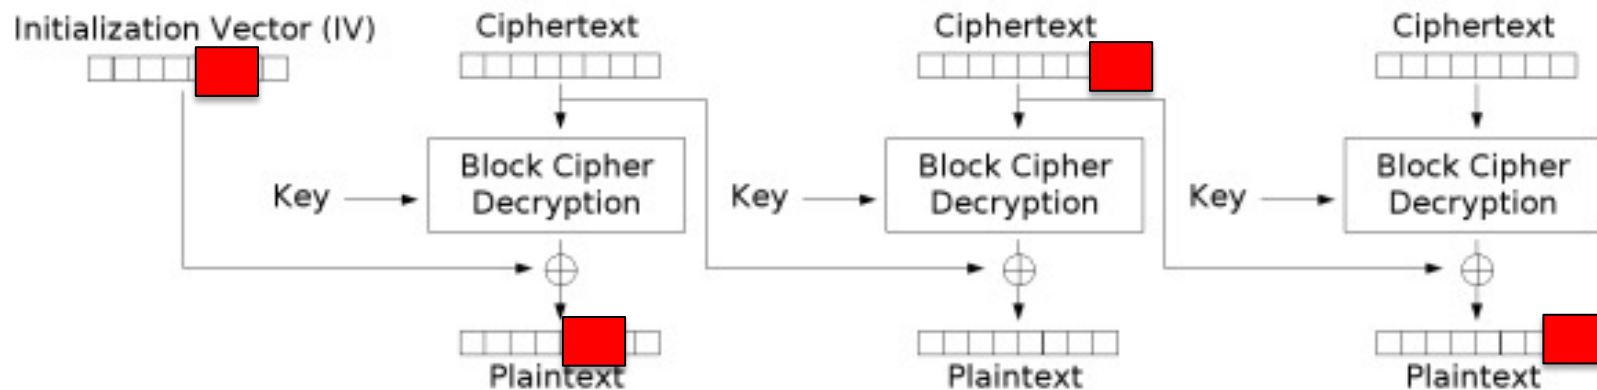 Initialization Vector (IV)
Ciphertext
Ciphertext
Ciphertext
Key
Block Cipher
Decryption
Key
Block Cipher
Decryption
Key
Block Cipher
Decryption
Plaintext
Plaintext
Plaintext